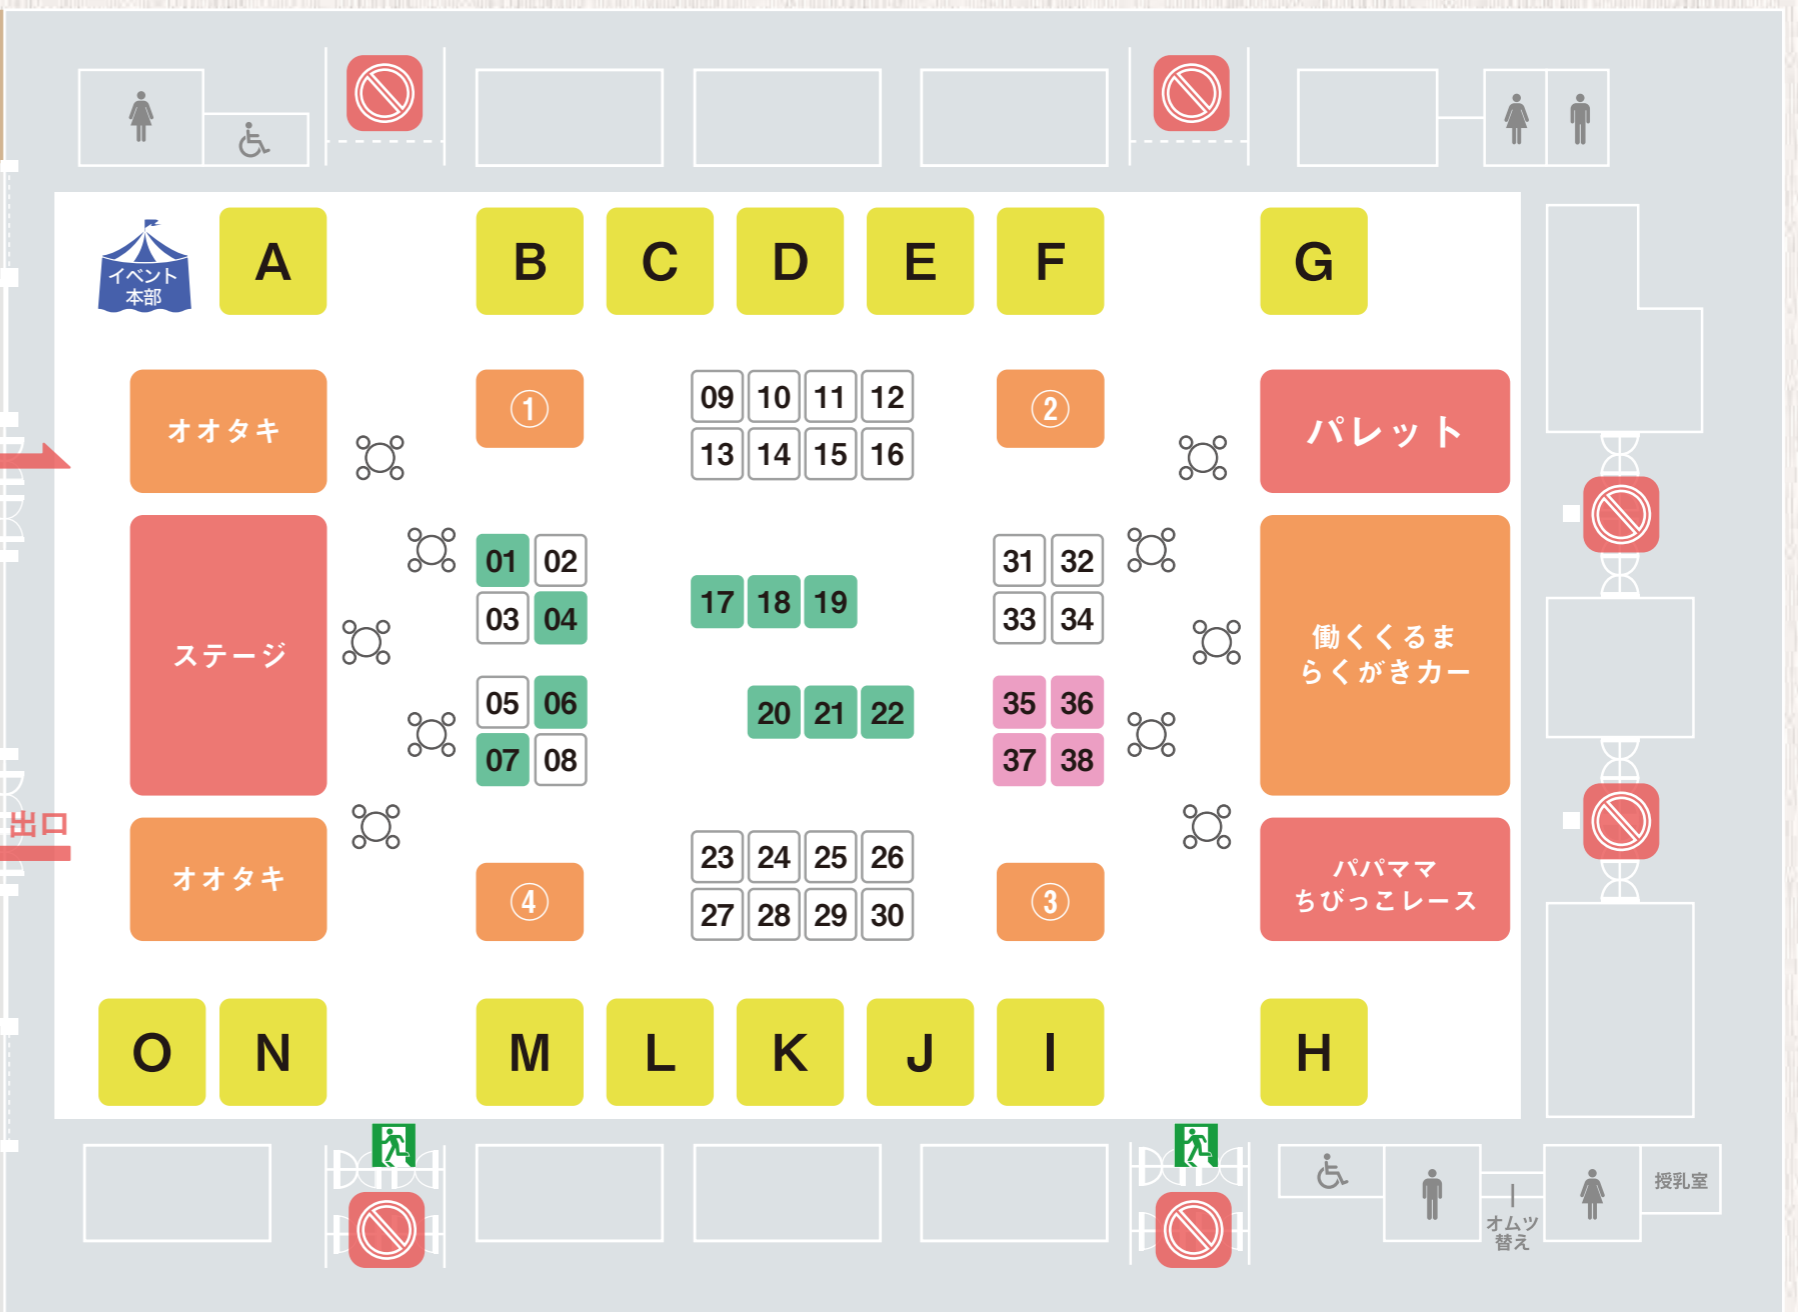 イベント
本部
A
B
C
D
E
F
G
オオタキ
①
09 10 11 12
13 14 15 16
②
パレット
ステージ
01 02
03 04
05 06
07 08
17 18 19
20 21 22
31 32
33 34
35 36
37 38
働くくるま
らくがきカー
出口
オオタキ
④
23 24 25 26
27 28 29 30
③
パパママ
ちびっこレース
O
N
M
L
K
J
I
H
オムツ
替え
授乳室